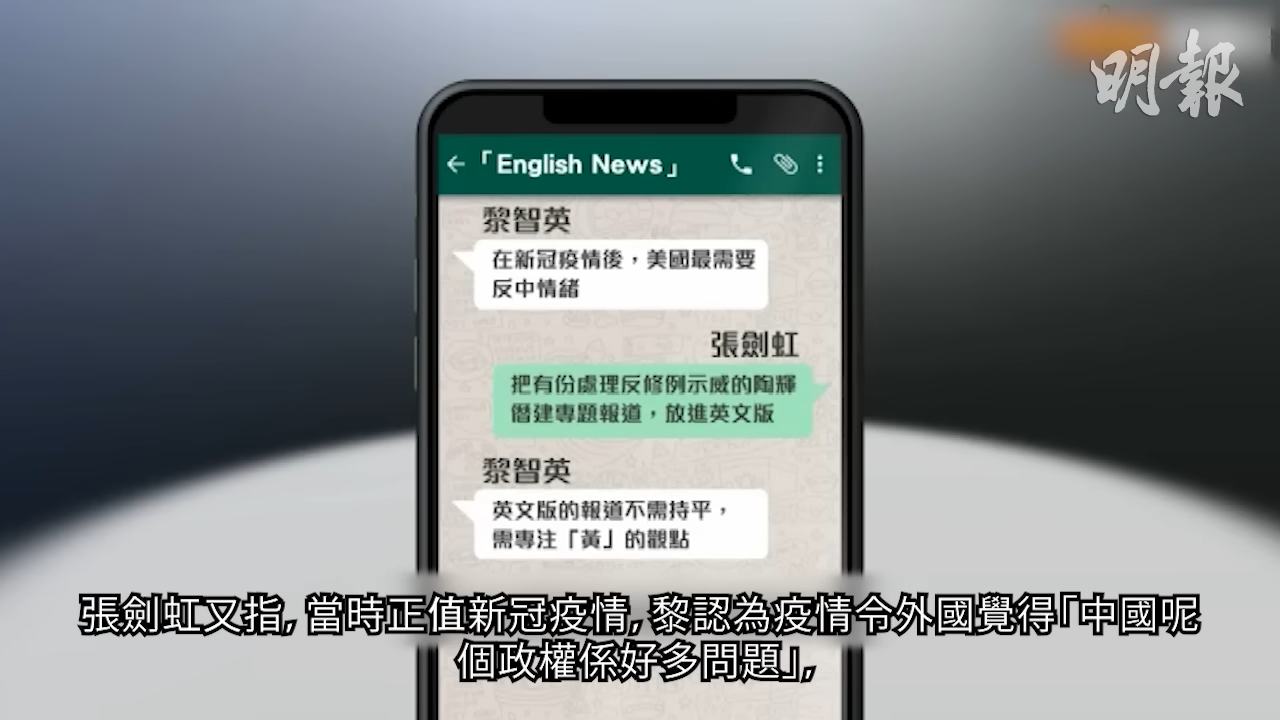 明報
「English News」
黎智英
在新冠疫情後，美國最需要
反中情緒
張劍虹
把有份處理反修例示威的陶輝
暦建專題報道，放進英文版
黎智英
英文版的報道不需持平，
需專注「黃」的觀點
張劍虹又指, 當時正值新冠疫情, 黎認為疫情令外國覺得「中國呢
個政權係好多問題」,